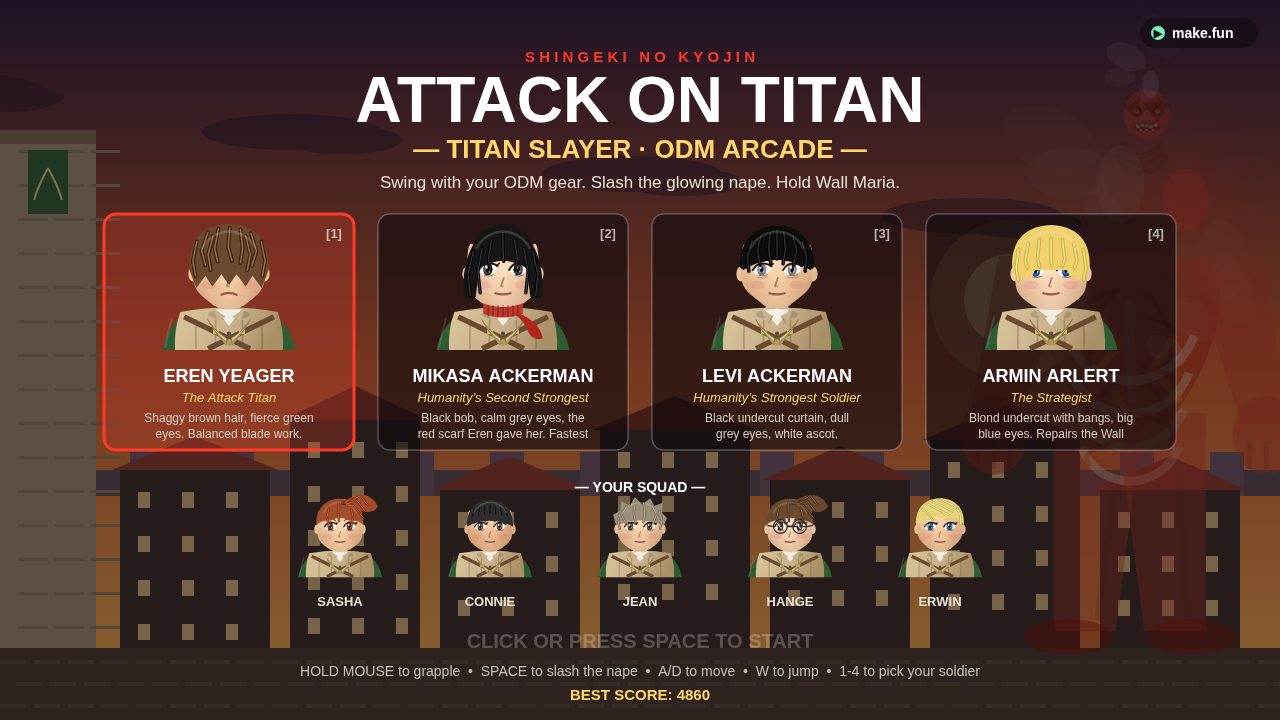 make.fun
SHINGEKI NO KYOJIN
ATTACK ON TITAN
— TITAN SLAYER · ODM ARCADE —
Swing with your ODM gear. Slash the glowing nape. Hold Wall Maria.
[1]
EREN YEAGER
The Attack Titan
Shaggy brown hair, fierce green
eyes. Balanced blade work.
[2]
MIKASA ACKERMAN
Humanity's Second Strongest
Black bob, calm grey eyes, the
red scarf Eren gave her. Fastest
[3]
LEVI ACKERMAN
Humanity's Strongest Soldier
Black undercut curtain, dull
grey eyes, white ascot.
[4]
ARMIN ARLERT
The Strategist
Blond undercut with bangs, big
blue eyes. Repairs the Wall
— YOUR SQUAD —
SASHA
CONNIE
JEAN
HANGE
ERWIN
CLICK OR PRESS SPACE TO START
HOLD MOUSE to grapple • SPACE to slash the nape • A/D to move • W to jump • 1-4 to pick your soldier
BEST SCORE: 4860